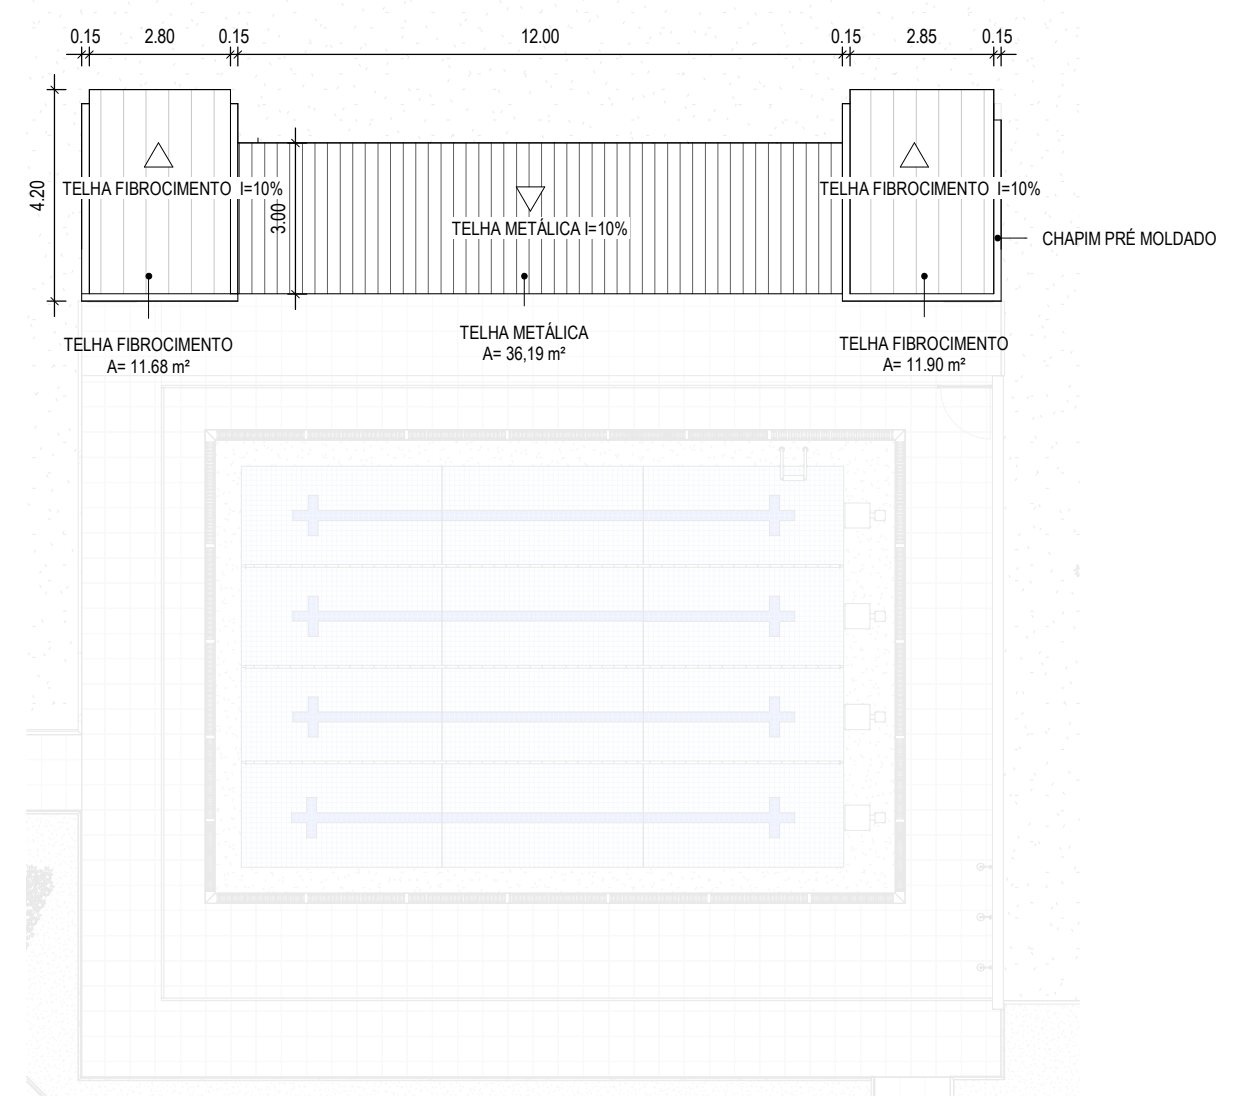 0.15 2.80 0.15 12.00 0.15 2.85 0.15
4.20
TELHA FIBROCIMENTO I=10%
3.00
TELHA METÁLICA I=10%
TELHA FIBROCIMENTO I=10%
CHAPIM PRÉ MOLDADO
TELHA FIBROCIMENTO
A= 11.68 m²
TELHA METÁLICA
A= 36,19 m²
TELHA FIBROCIMENTO
A= 11.90 m²